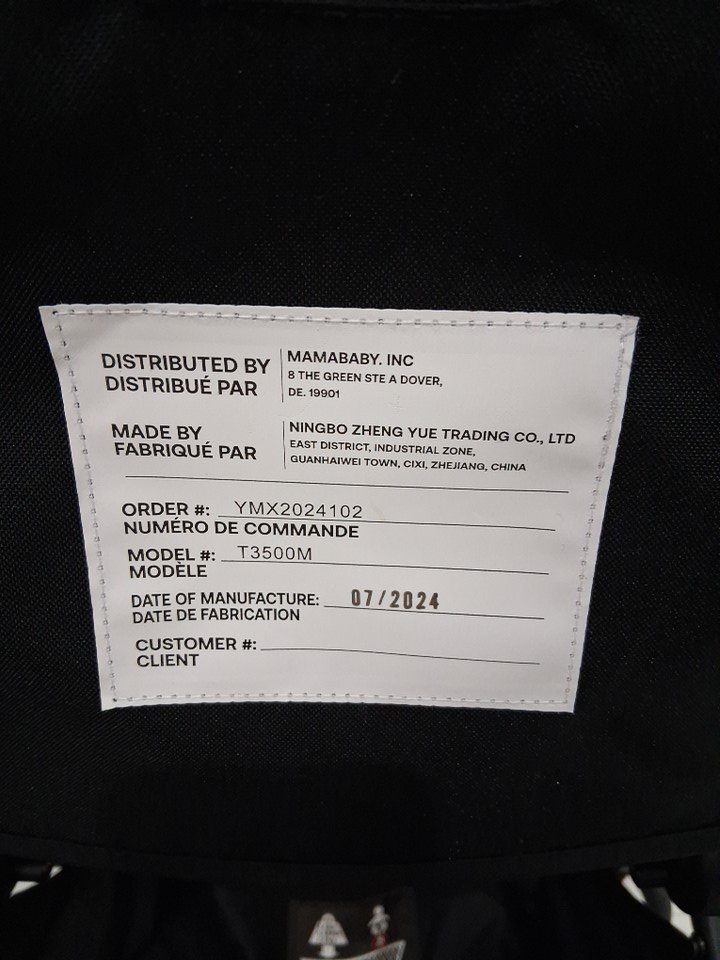 DISTRIBUTED BY
DISTRIBUÉ PAR
MAMABABY. INC
8 THE GREEN STE A DOVER,
DE. 19901
MADE BY
FABRIQUÉ PAR
NINGBO ZHENG YUE TRADING CO., LTD
EAST DISTRICT, INDUSTRIAL ZONE,
GUANHAIWEI TOWN, CIXI, ZHEJIANG, CHINA
ORDER #: YMX2024102
NUMÉRO DE COMMANDE
MODEL #: T3500M
MODÈLE
DATE OF MANUFACTURE: 07/2024
DATE DE FABRICATION
CUSTOMER #:
CLIENT